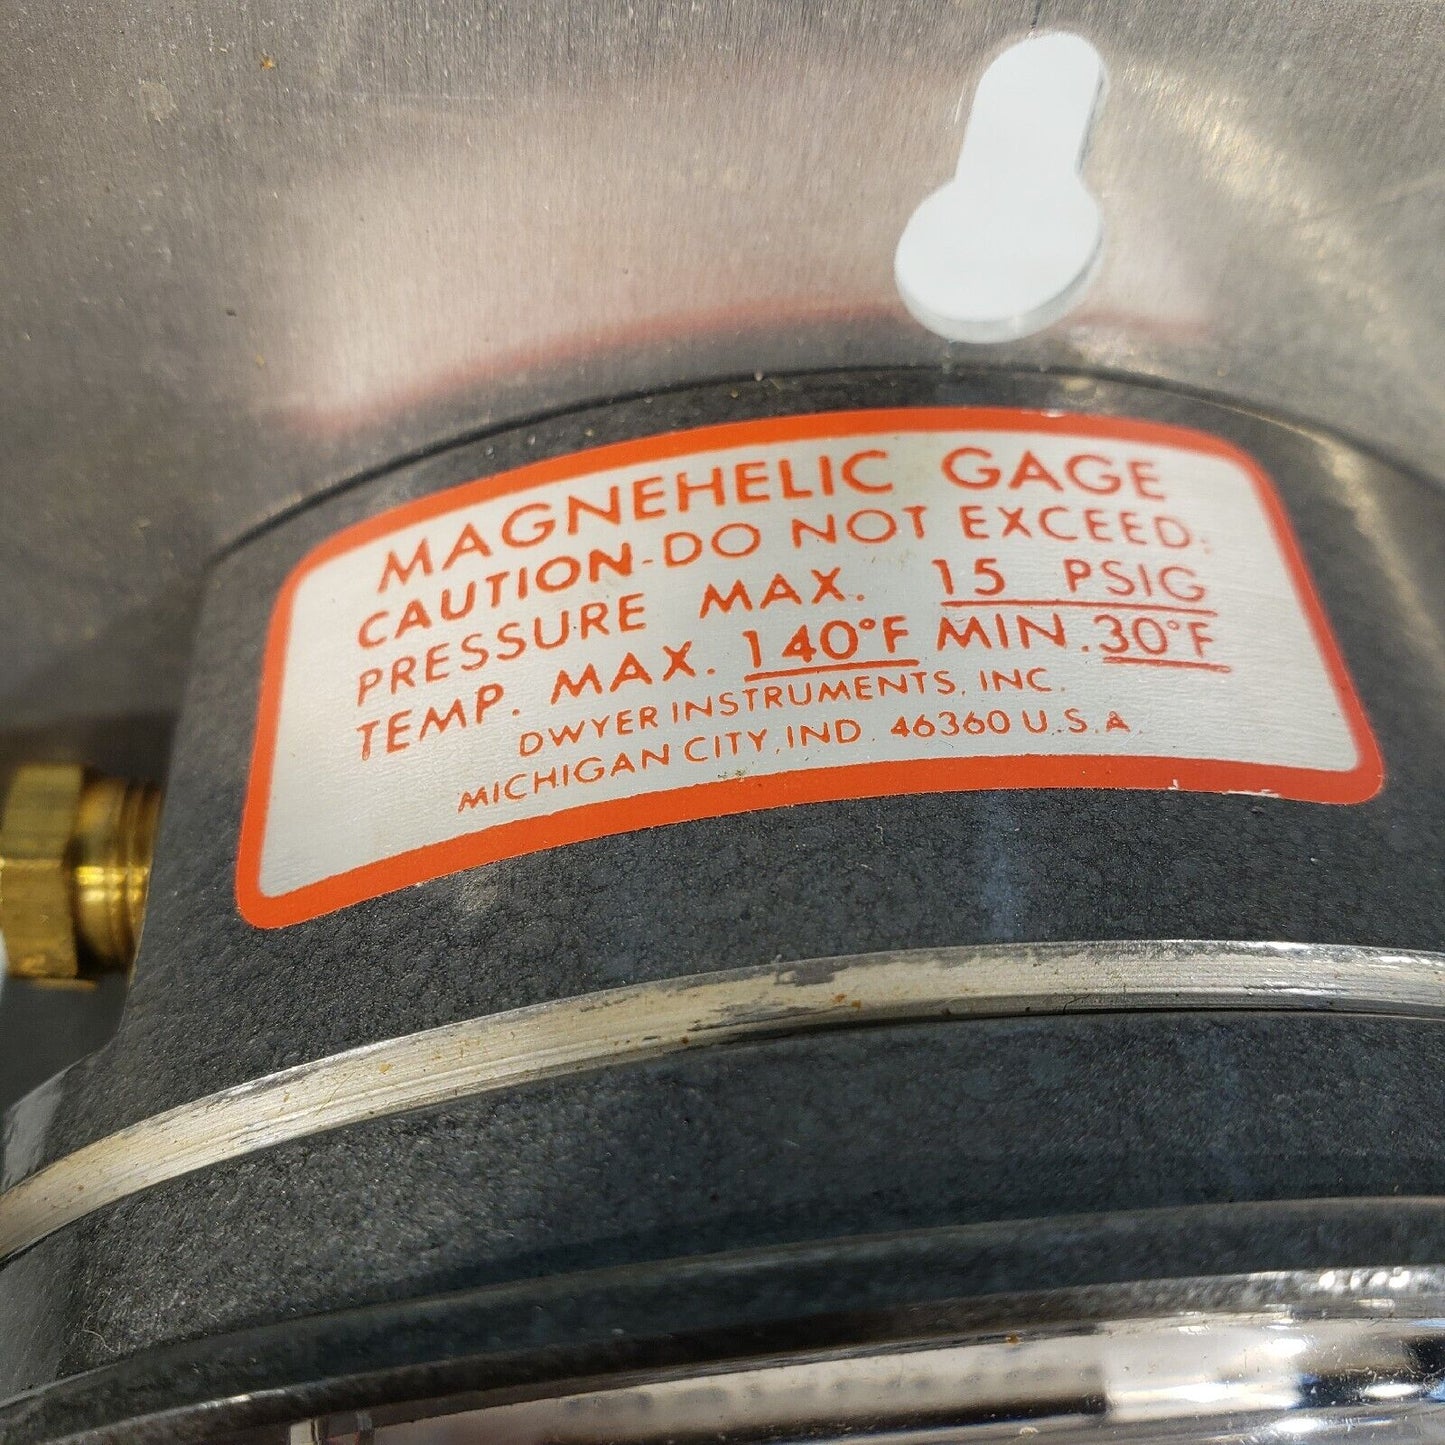 MAGNEHELIC GAGE
CAUTION-DO NOT EXCEED:
PRESSURE MAX. 15 PSIG
TEMP. MAX. 140°F MIN. 30°F
DWYER INSTRUMENTS, INC.
MICHIGAN CITY, IND. 46360 U.S.A.